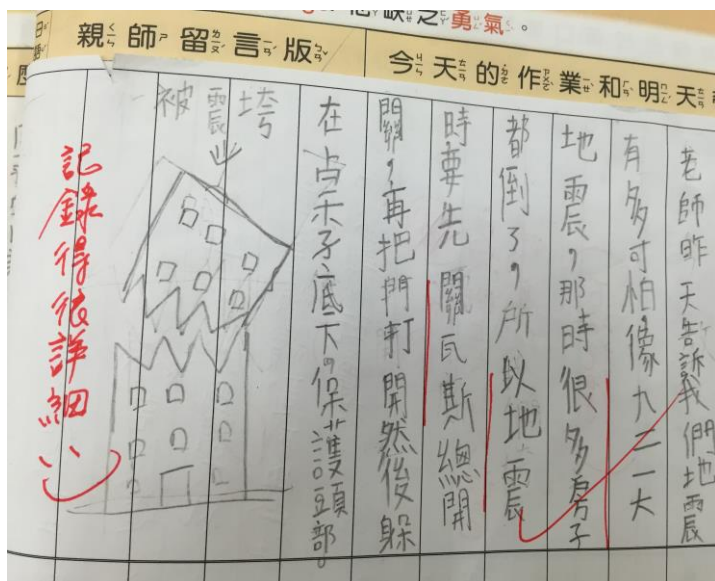 勇氣。
親師留言版
今天的作業和明天
老師昨天告訴我們地震
有多可怕，像九二一大
地震，那時很多房子
都倒了，所以地震
時要先關瓦斯總開
關，再把門打開然後躲
在桌子底下。保護頭部。
被震垮
記錄得很詳細